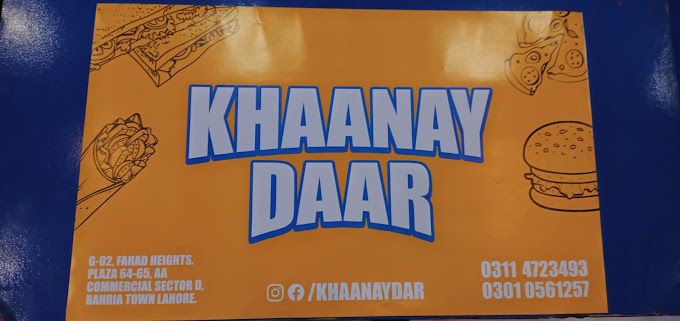 KHAANAY
DAAR
G-02, FAHAD HEIGHTS.
PLAZA 64-65, AA
COMMERCIAL SECTOR D,
BAHRIA TOWN LAHORE.
/KHAANAYDAR
0311 4723493
0301 0561257